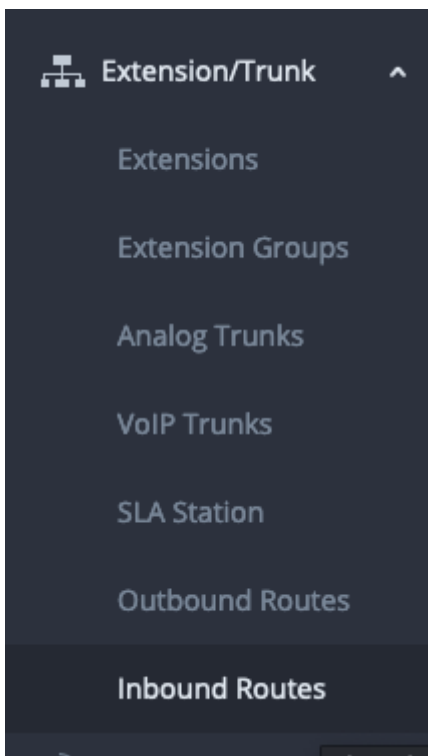 Extension/Trunk
Extensions
Extension Groups
Analog Trunks
VoIP Trunks
SLA Station
Outbound Routes
Inbound Routes